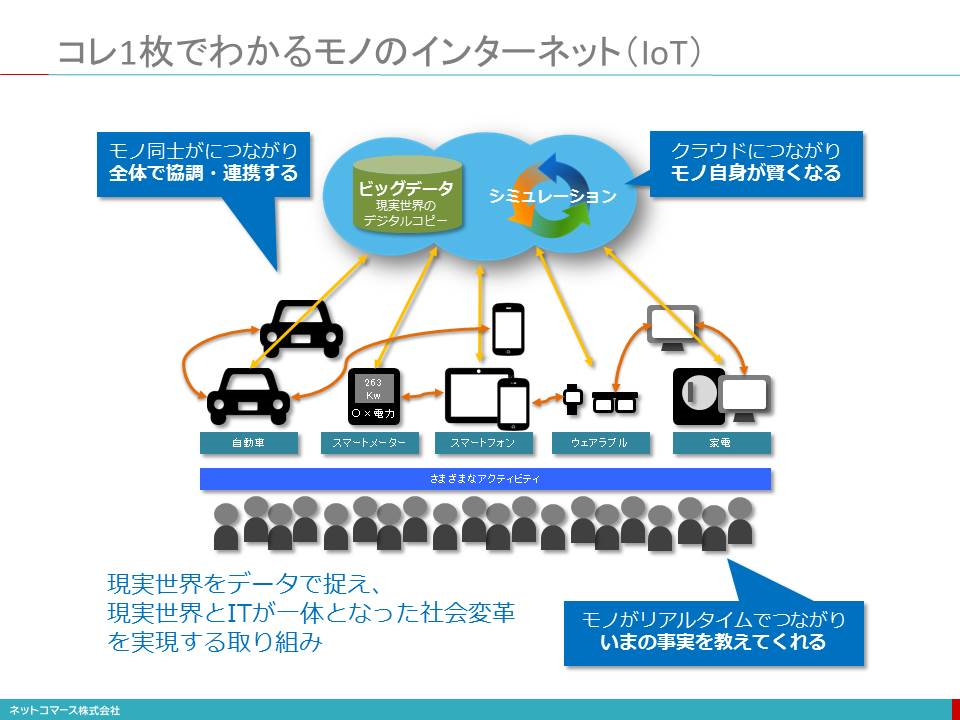 コレ1枚でわかるモノのインターネット（IoT）
モノ同士がにつながり
全体で協調・連携する
ビッグデータ
現実世界の
デジタルコピー
シミュレーション
クラウドにつながり
モノ自身が賢くなる
263
Kw
○×電力
自動車
スマートメーター
スマートフォン
ウェアラブル
家電
さまざまなアクティビティ
現実世界をデータで捉え、
現実世界とITが一体となった社会変革
を実現する取り組み
モノがリアルタイムでつながり
いまの事実を教えてくれる
ネットコマース株式会社